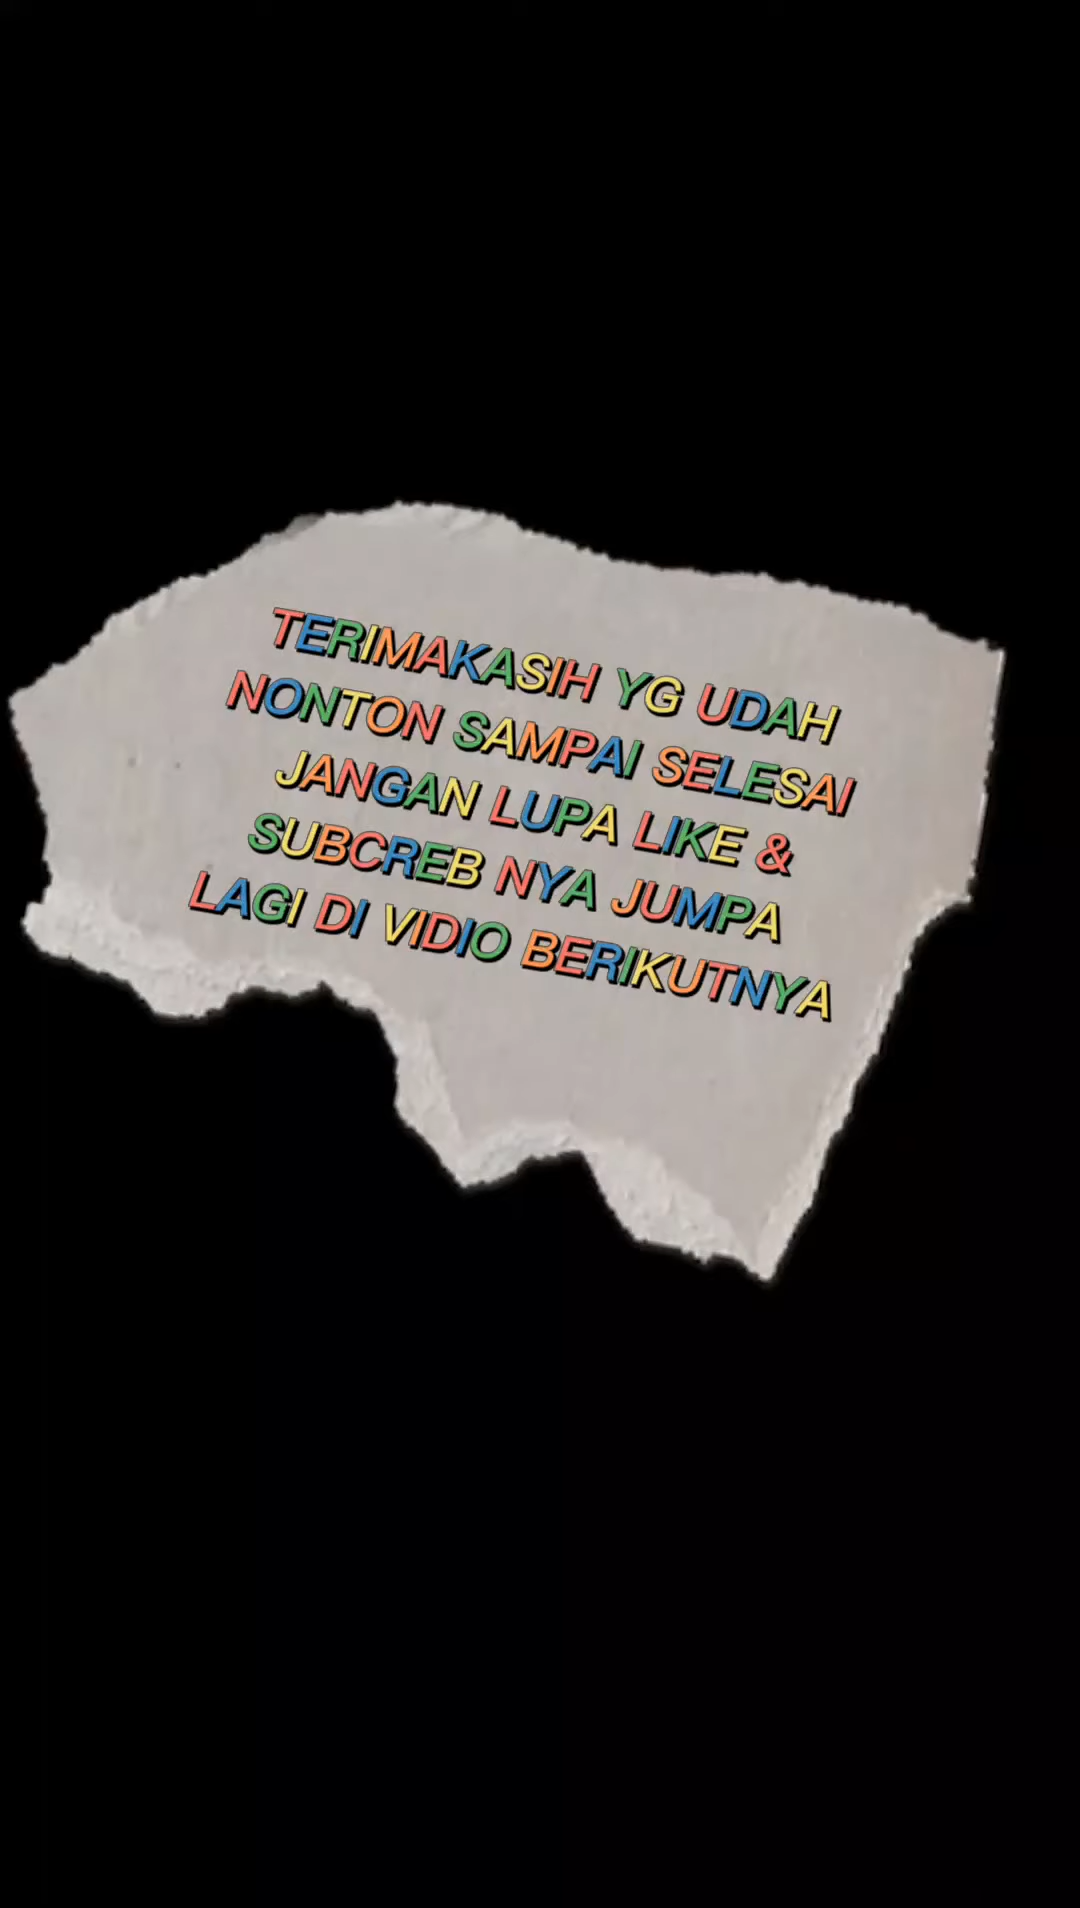 TERIMAKASIH YG UDAH
NONTON SAMPAI SELESAI
JANGAN LUPA LIKE &
SUBCREB NYA JUMPA
LAGI DI VIDIO BERIKUTNYA